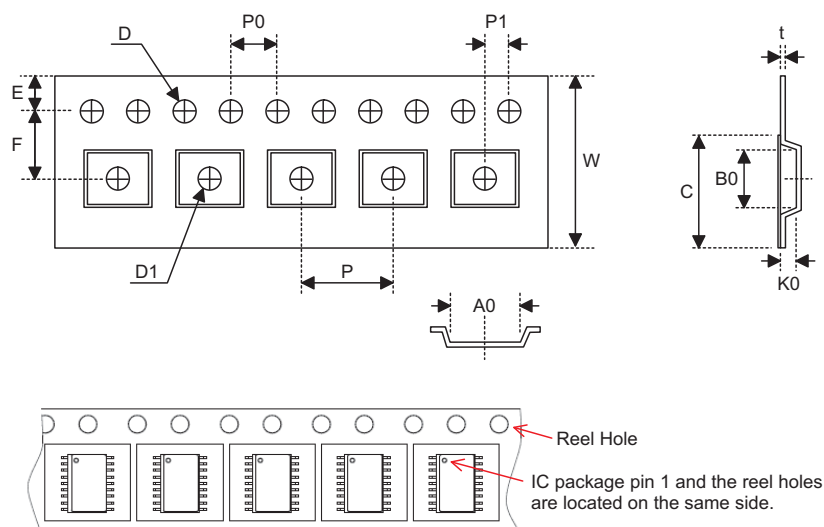 D
P0
P1
t
E
F
W
C
B0
D1
P
K0
A0
Reel Hole
IC package pin 1 and the reel holes
are located on the same side.